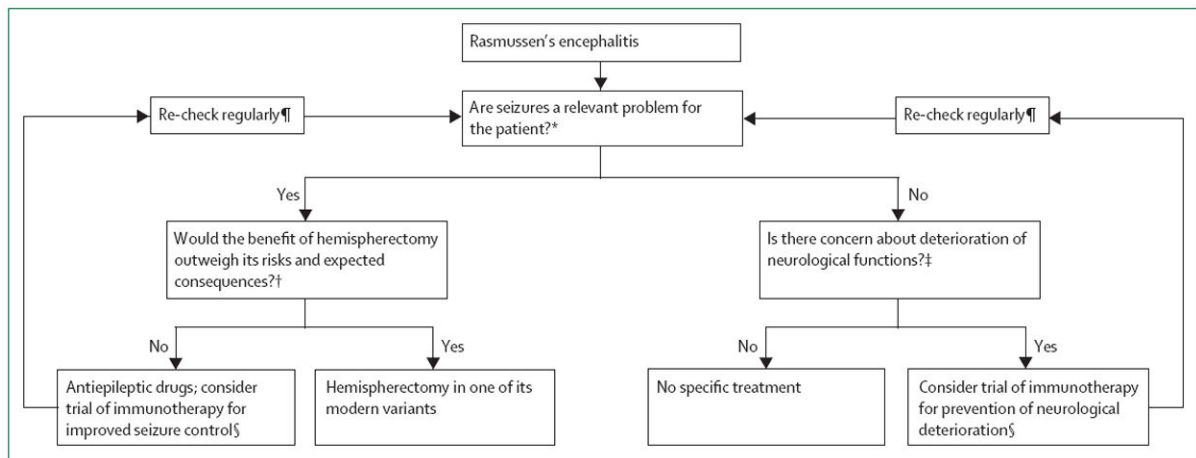 Rasmussen's encephalitis
Re-check regularly¶
Are seizures a relevant problem for
the patient?*
Re-check regularly¶
Yes
No
Would the benefit of hemispherectomy
outweigh its risks and expected
consequences?†
Is there concern about deterioration of
neurological functions?‡
No
Yes
No
Yes
Antiepileptic drugs; consider
trial of immunotherapy for
improved seizure control§
Hemispherectomy in one of its
modern variants
No specific treatment
Consider trial of immunotherapy
for prevention of neurological
deterioration§